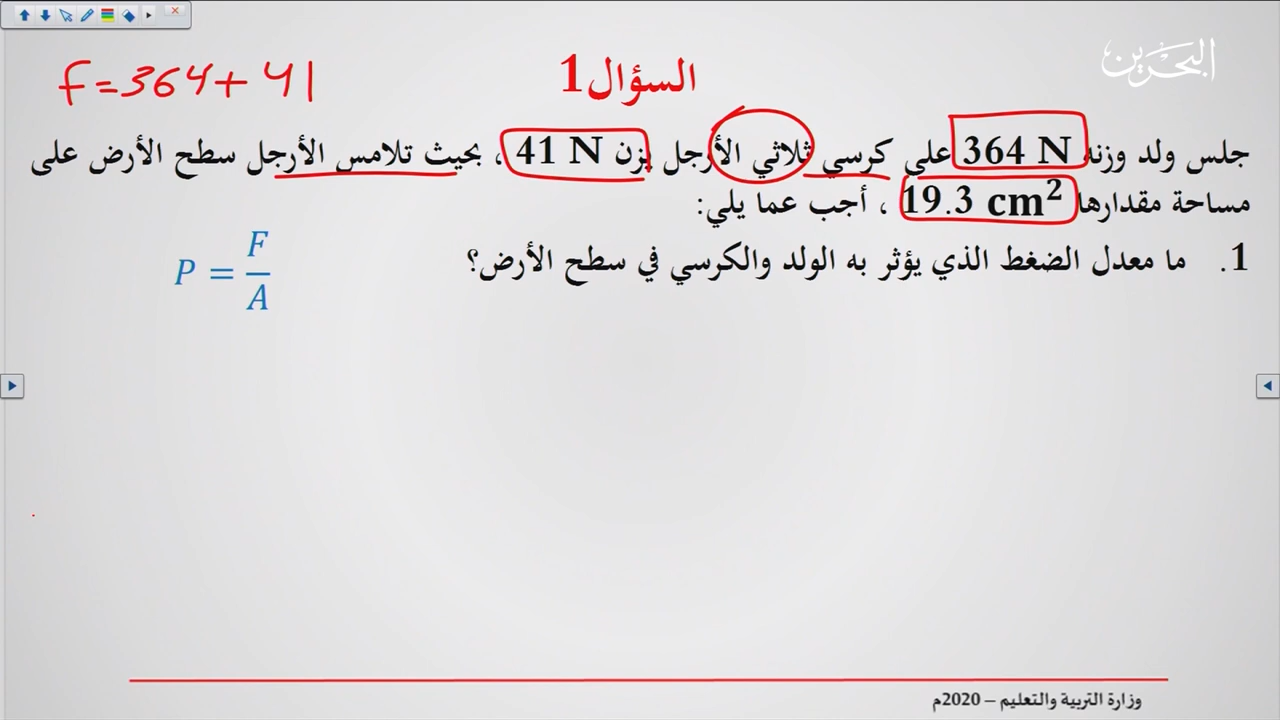 البحرين
F=364+41
السؤال1
جلس ولد وزنه 364 N على كرسي ثلاثي الأرجل يزن 41 N ، بحيث تلامس الأرجل سطح الأرض على
مساحة مقدارها 19.3 cm² ، أجب عما يلي:
1. ما معدل الضغط الذي يؤثر به الولد والكرسي في سطح الأرض؟
P = F/A
وزارة التربية والتعليم – 2020م